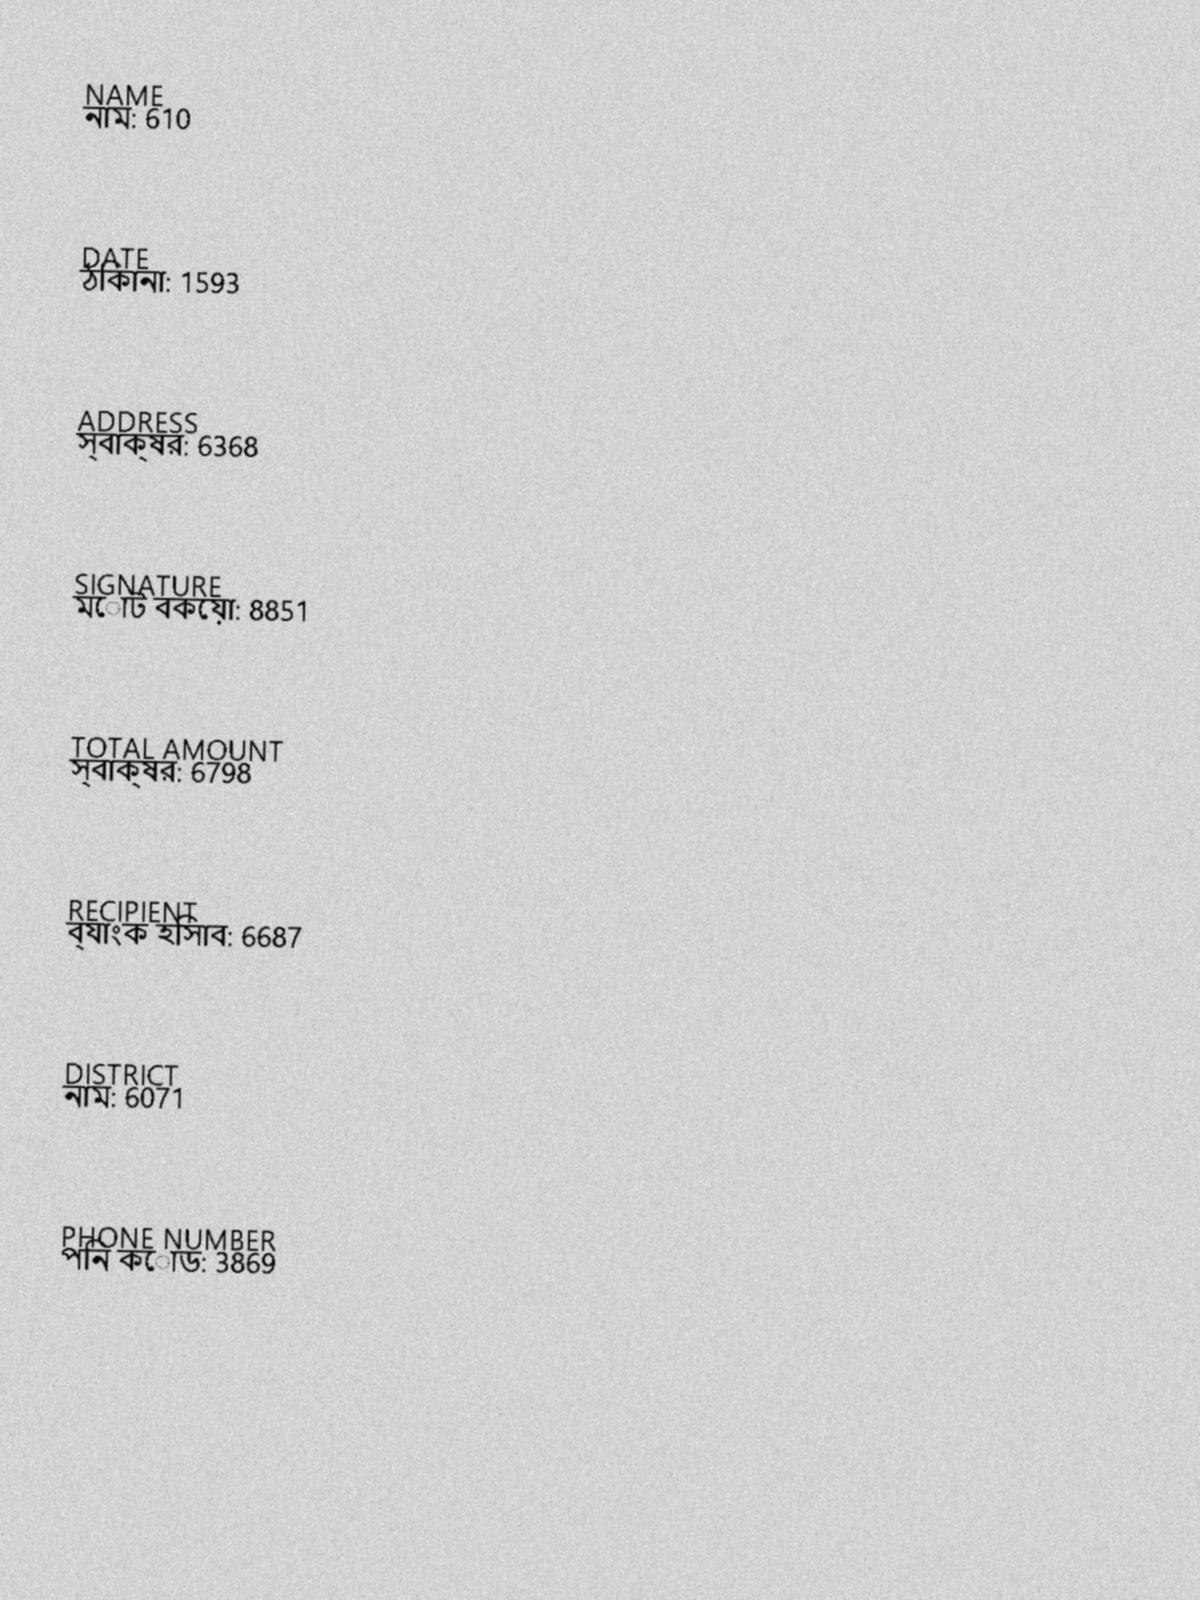 NAME
নাম: 610
DATE
ঠিকানা: 1593
ADDRESS
স্বাক্ষর: 6368
SIGNATURE
মোট বকেয়া: 8851
TOTAL AMOUNT
স্বাক্ষর: 6798
RECIPIENT
ব্যাংক হিসাব: 6687
DISTRICT
নাম: 6071
PHONE NUMBER
পিন কোড: 3869